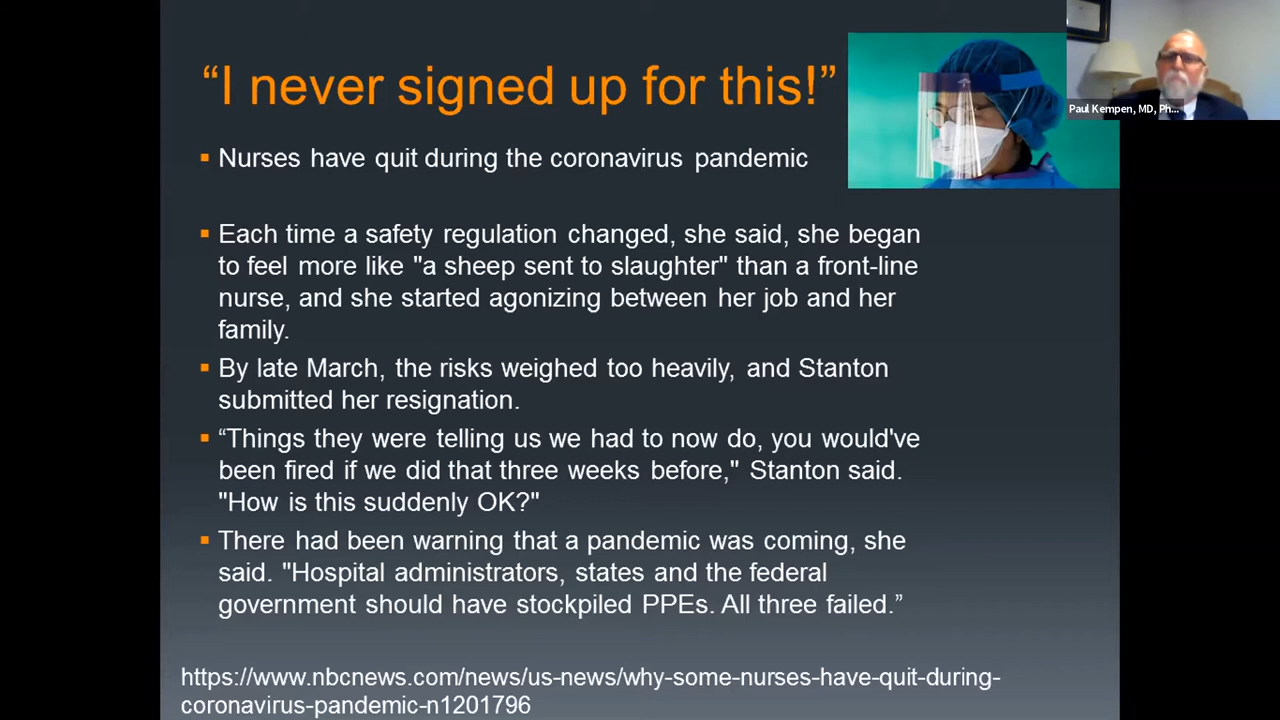 “I never signed up for this!”
Paul Kempen, MD, Ph...
▪ Nurses have quit during the coronavirus pandemic
▪ Each time a safety regulation changed, she said, she began
to feel more like "a sheep sent to slaughter" than a front-line
nurse, and she started agonizing between her job and her
family.
▪ By late March, the risks weighed too heavily, and Stanton
submitted her resignation.
▪ “Things they were telling us we had to now do, you would've
been fired if we did that three weeks before," Stanton said.
"How is this suddenly OK?"
▪ There had been warning that a pandemic was coming, she
said. "Hospital administrators, states and the federal
government should have stockpiled PPEs. All three failed.”
https://www.nbcnews.com/news/us-news/why-some-nurses-have-quit-during-
coronavirus-pandemic-n1201796